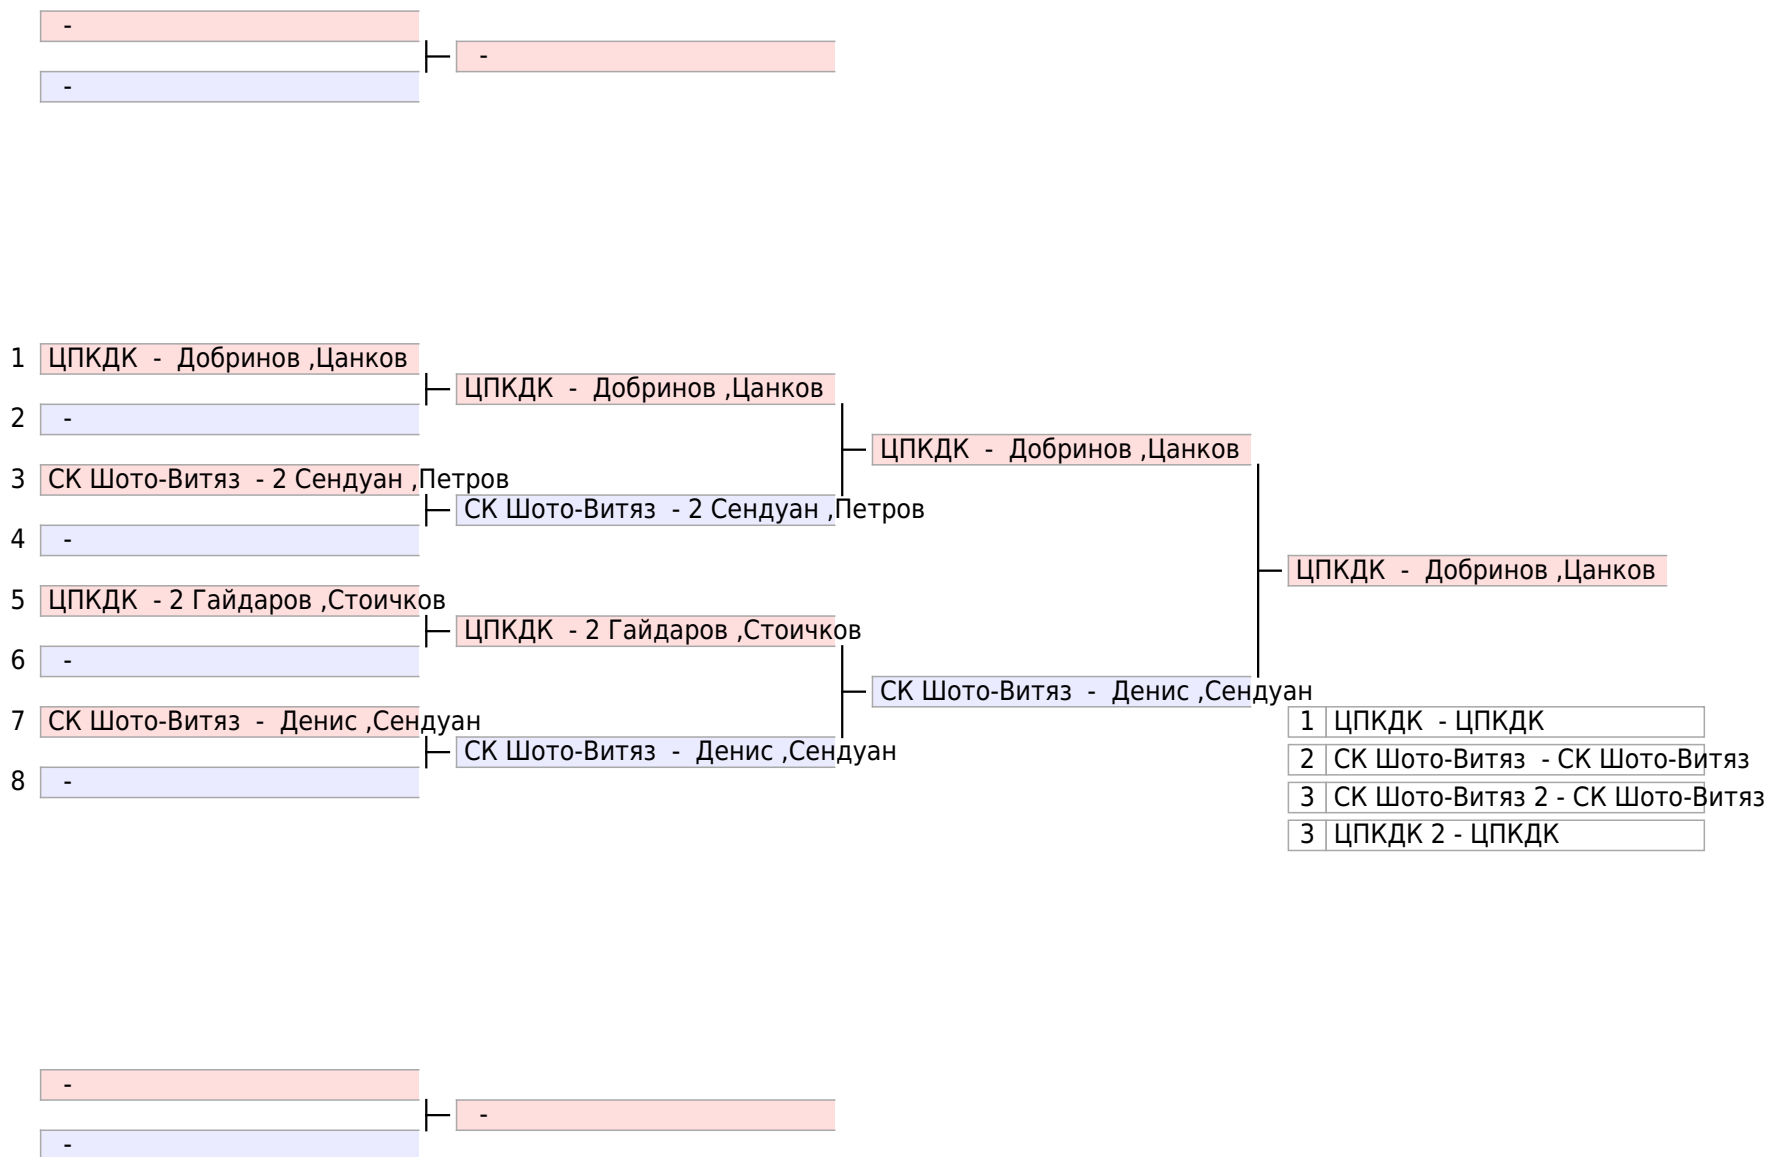 -
-
-
1 ЦПКДК - Добринов ,Цанков
ЦПКДК - Добринов ,Цанков
2 -
ЦПКДК - Добринов ,Цанков
3 СК Шото-Витяз - 2 Сендуан ,Петров
СК Шото-Витяз - 2 Сендуан ,Петров
4 -
ЦПКДК - Добринов ,Цанков
5 ЦПКДК - 2 Гайдаров ,Стоичков
ЦПКДК - 2 Гайдаров ,Стоичков
6 -
СК Шото-Витяз - Денис ,Сендуан
7 СК Шото-Витяз - Денис ,Сендуан
СК Шото-Витяз - Денис ,Сендуан
8 -
1 ЦПКДК - ЦПКДК
2 СК Шото-Витяз - СК Шото-Витяз
3 СК Шото-Витяз 2 - СК Шото-Витяз
3 ЦПКДК 2 - ЦПКДК
-
-
-